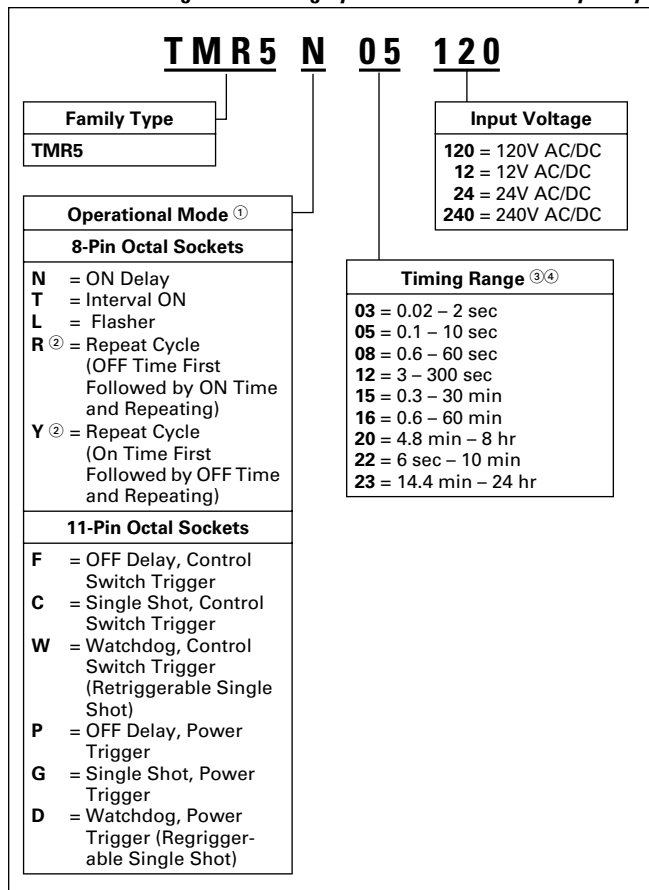 TMR5 N 05 120
Family Type
TMR5
Input Voltage
120 = 120V AC/DC
12 = 12V AC/DC
24 = 24V AC/DC
240 = 240V AC/DC
Operational Mode ①
8-Pin Octal Sockets
N = ON Delay
T = Interval ON
L = Flasher
R ② = Repeat Cycle
(OFF Time First
Followed by ON Time
and Repeating)
Y ② = Repeat Cycle
(On Time First
Followed by OFF Time
and Repeating)
11-Pin Octal Sockets
F = OFF Delay, Control
Switch Trigger
C = Single Shot, Control
Switch Trigger
W = Watchdog, Control
Switch Trigger
(Retriggerable Single
Shot)
P = OFF Delay, Power
Trigger
G = Single Shot, Power
Trigger
D = Watchdog, Power
Trigger (Regrigger-
able Single Shot)
Timing Range ③④
03 = 0.02 – 2 sec
05 = 0.1 – 10 sec
08 = 0.6 – 60 sec
12 = 3 – 300 sec
15 = 0.3 – 30 min
16 = 0.6 – 60 min
20 = 4.8 min – 8 hr
22 = 6 sec – 10 min
23 = 14.4 min – 24 hr